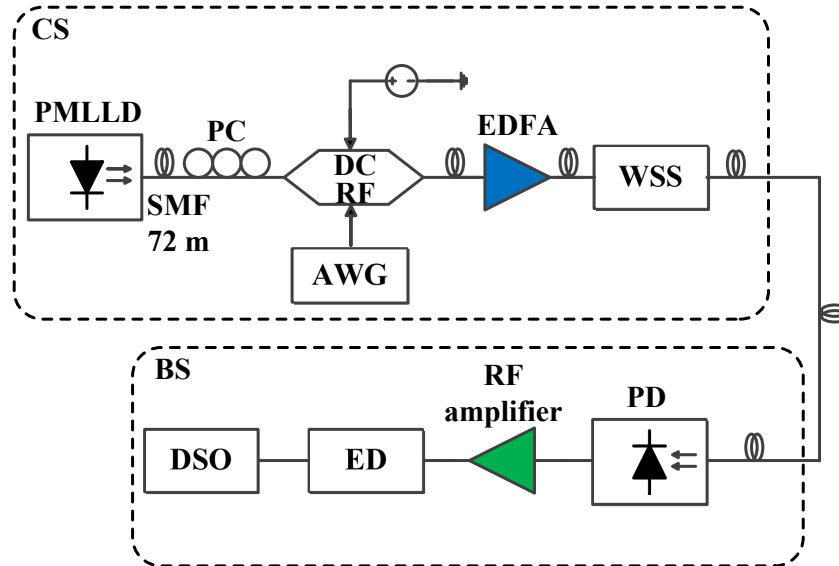 CS
PMLLD
PC
SMF
72 m
DC
RF
AWG
EDFA
WSS
BS
DSO
ED
RF
amplifier
PD